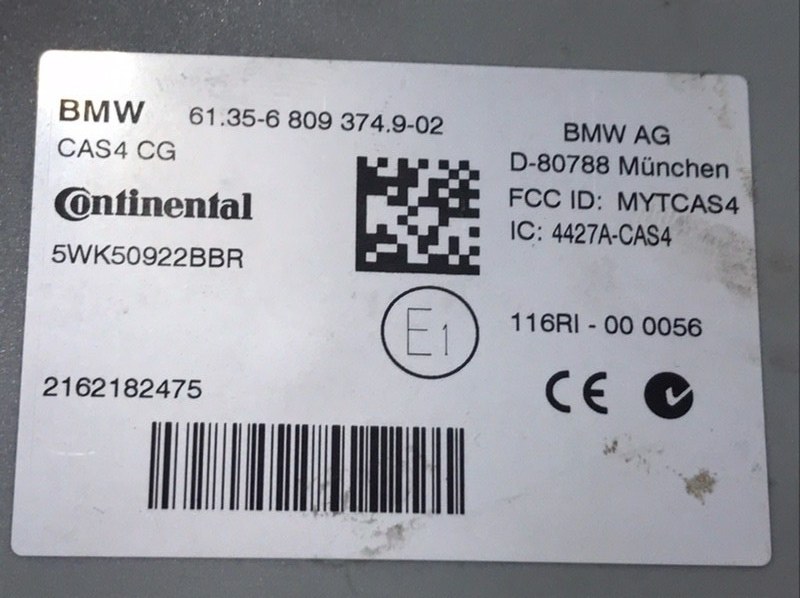 BMW 61.35-6 809 374.9-02
CAS4 CG
Continental
5WK50922BBR
BMW AG
D-80788 München
FCC ID: MYTCAS4
IC: 4427A-CAS4
E1
116RI - 00 0056
CE
2162182475